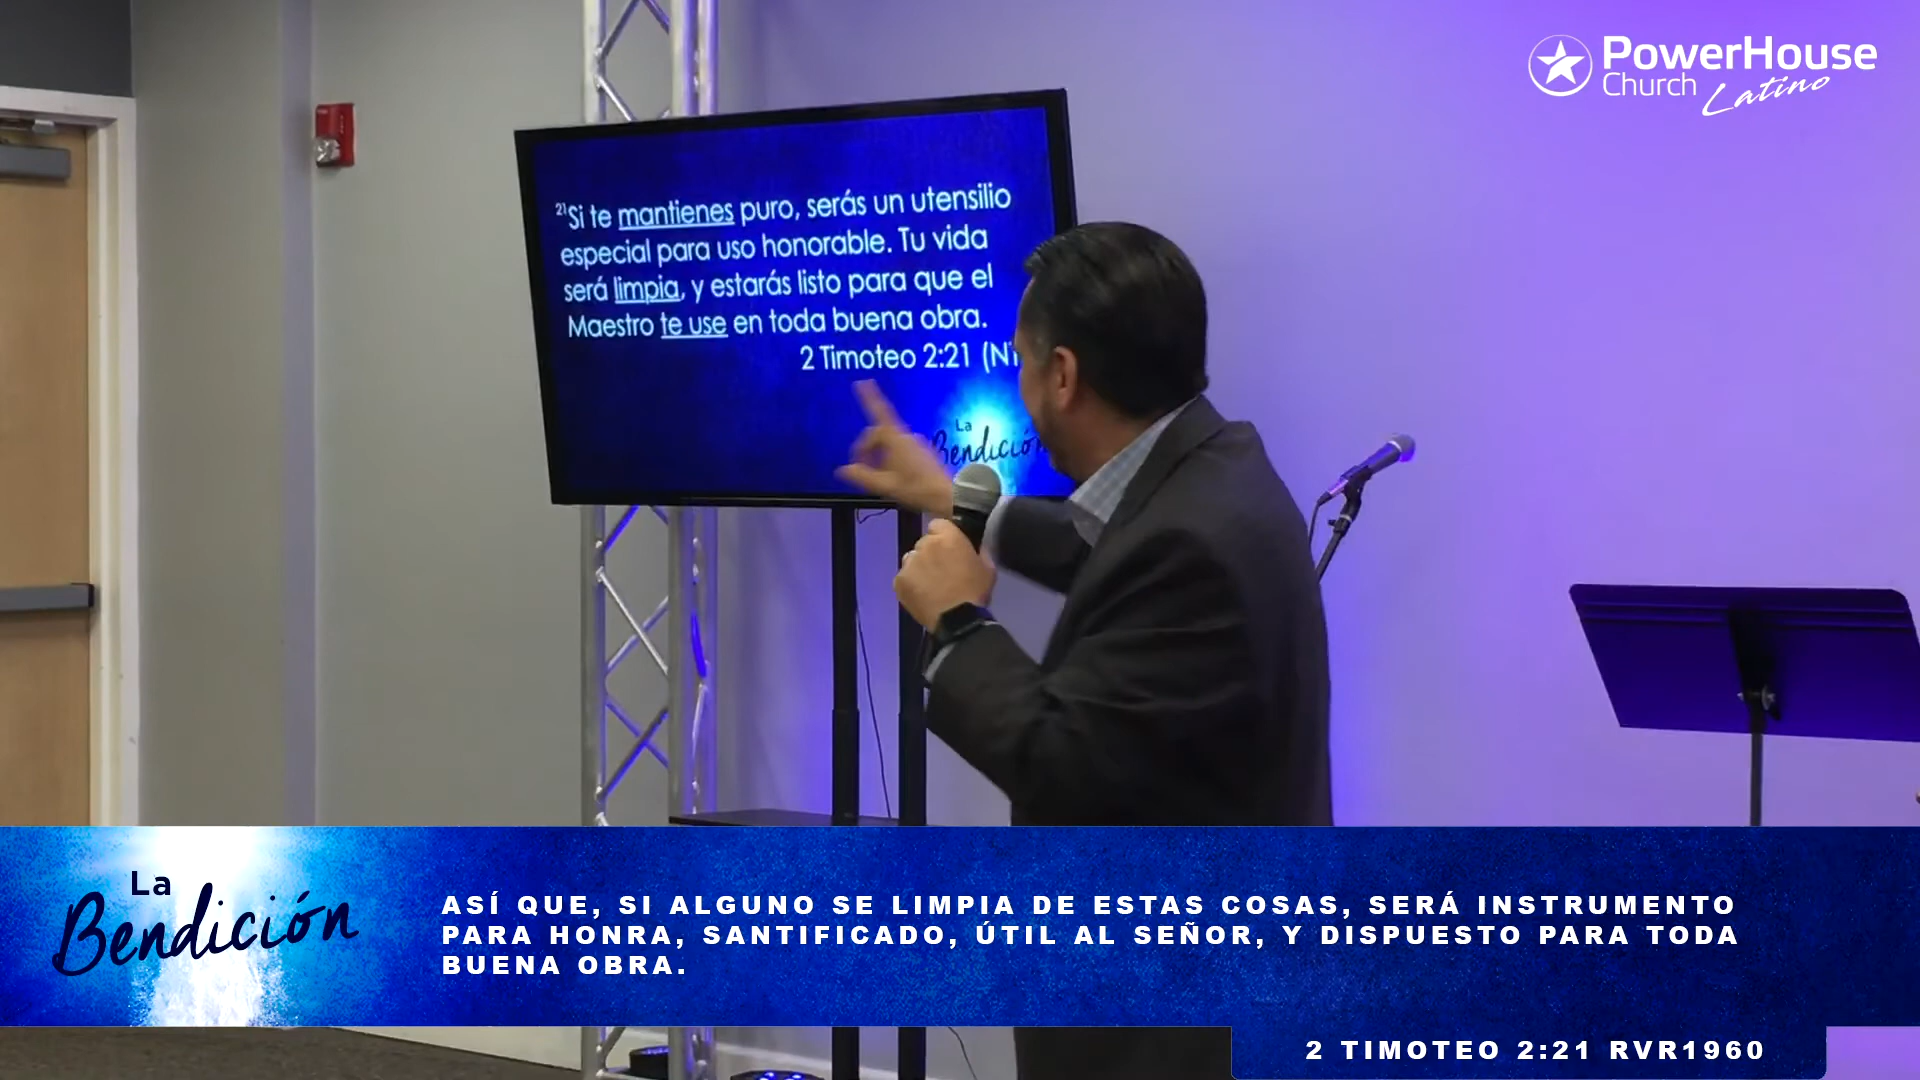 PowerHouse
Church Latino
²¹Si te mantienes puro, serás un utensilio
especial para uso honorable. Tu vida
será limpia, y estarás listo para que el
Maestro te use en toda buena obra.
2 Timoteo 2:21
La
Bendición
La
Bendición
ASÍ QUE, SI ALGUNO SE LIMPIA DE ESTAS COSAS, SERÁ INSTRUMENTO
PARA HONRA, SANTIFICADO, ÚTIL AL SEÑOR, Y DISPUESTO PARA TODA
BUENA OBRA.
2 TIMOTEO 2:21 RVR1960